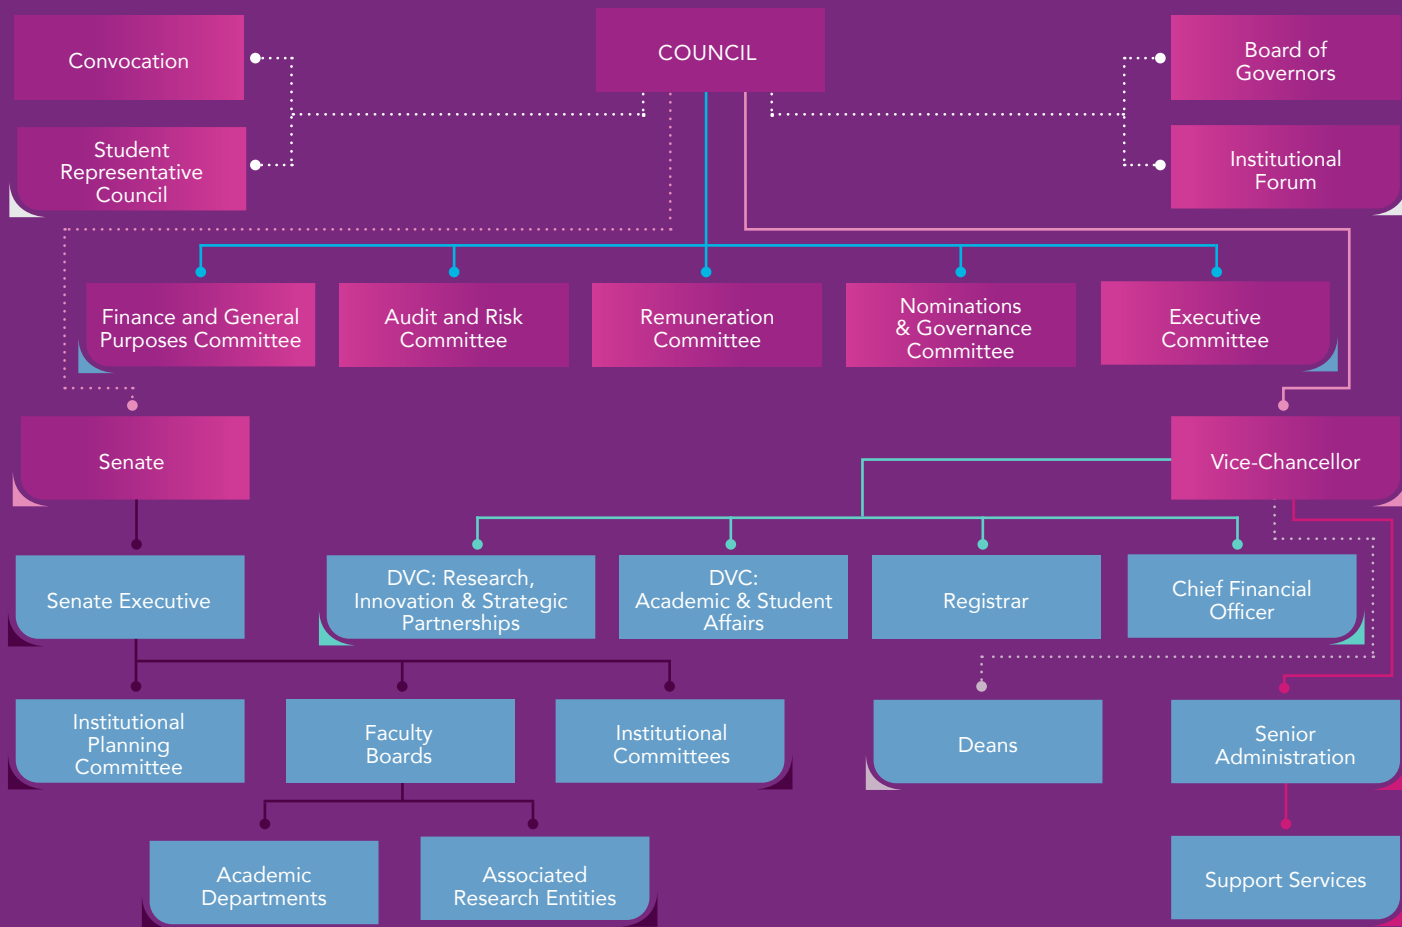 Convocation
COUNCIL
Board of
Governors
Student
Representative
Council
Institutional
Forum
Finance and General
Purposes Committee
Audit and Risk
Committee
Remuneration
Committee
Nominations
& Governance
Committee
Executive
Committee
Senate
Vice-Chancellor
Senate Executive
DVC: Research,
Innovation & Strategic
Partnerships
DVC:
Academic & Student
Affairs
Registrar
Chief Financial
Officer
Institutional
Planning
Committee
Faculty
Boards
Institutional
Committees
Deans
Senior
Administration
Academic
Departments
Associated
Research Entities
Support Services